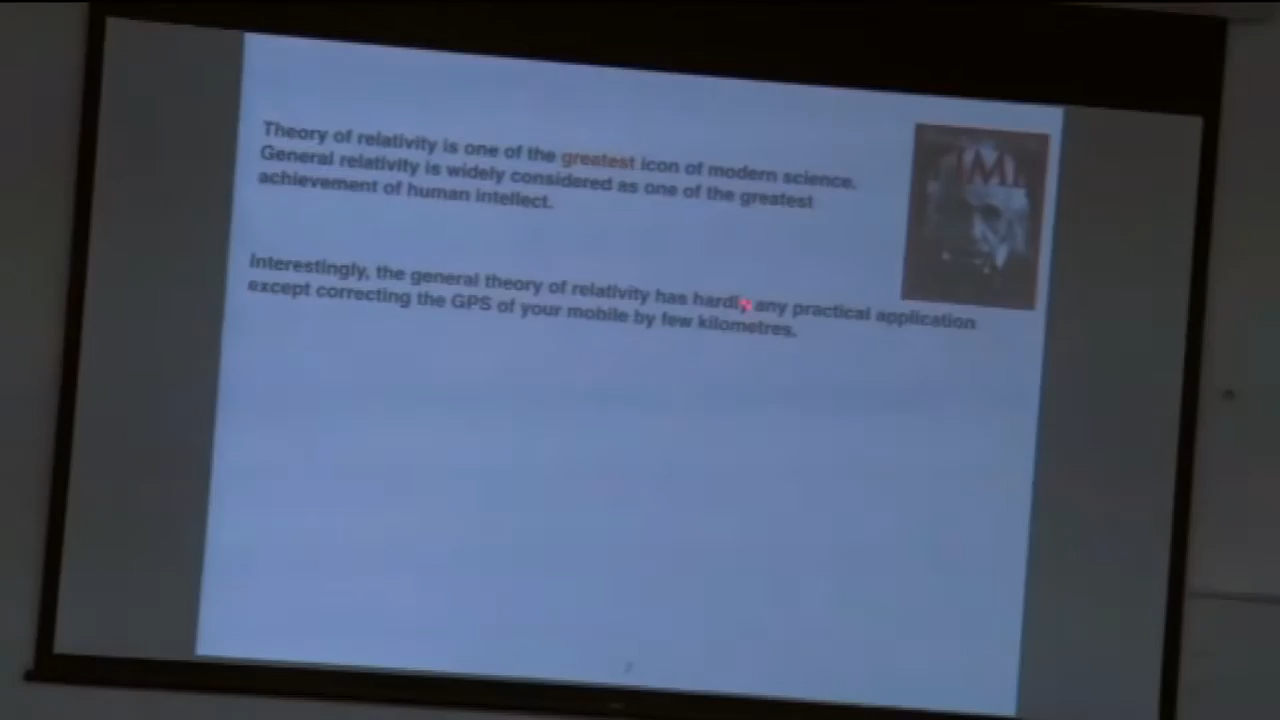 Theory of relativity is one of the greatest icon of modern science.
General relativity is widely considered as one of the greatest
achievement of human intellect.
Interestingly, the general theory of relativity has hardly any practical application
except correcting the GPS of your mobile by few kilometres.